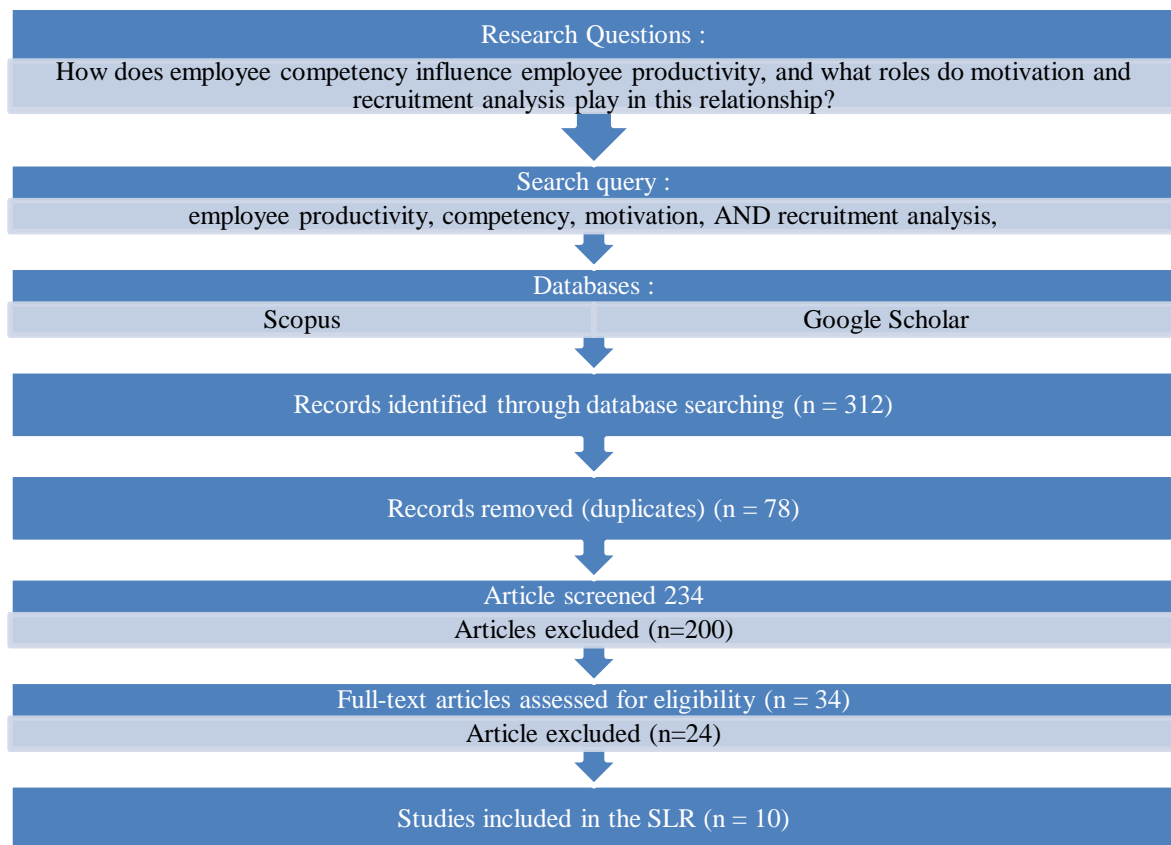 Research Questions :
How does employee competency influence employee productivity, and what roles do motivation and
recruitment analysis play in this relationship?
Search query :
employee productivity, competency, motivation, AND recruitment analysis,
Databases :
Scopus
Google Scholar
Records identified through database searching (n = 312)
Records removed (duplicates) (n = 78)
Article screened 234
Articles excluded (n=200)
Full-text articles assessed for eligibility (n = 34)
Article excluded (n=24)
Studies included in the SLR (n = 10)